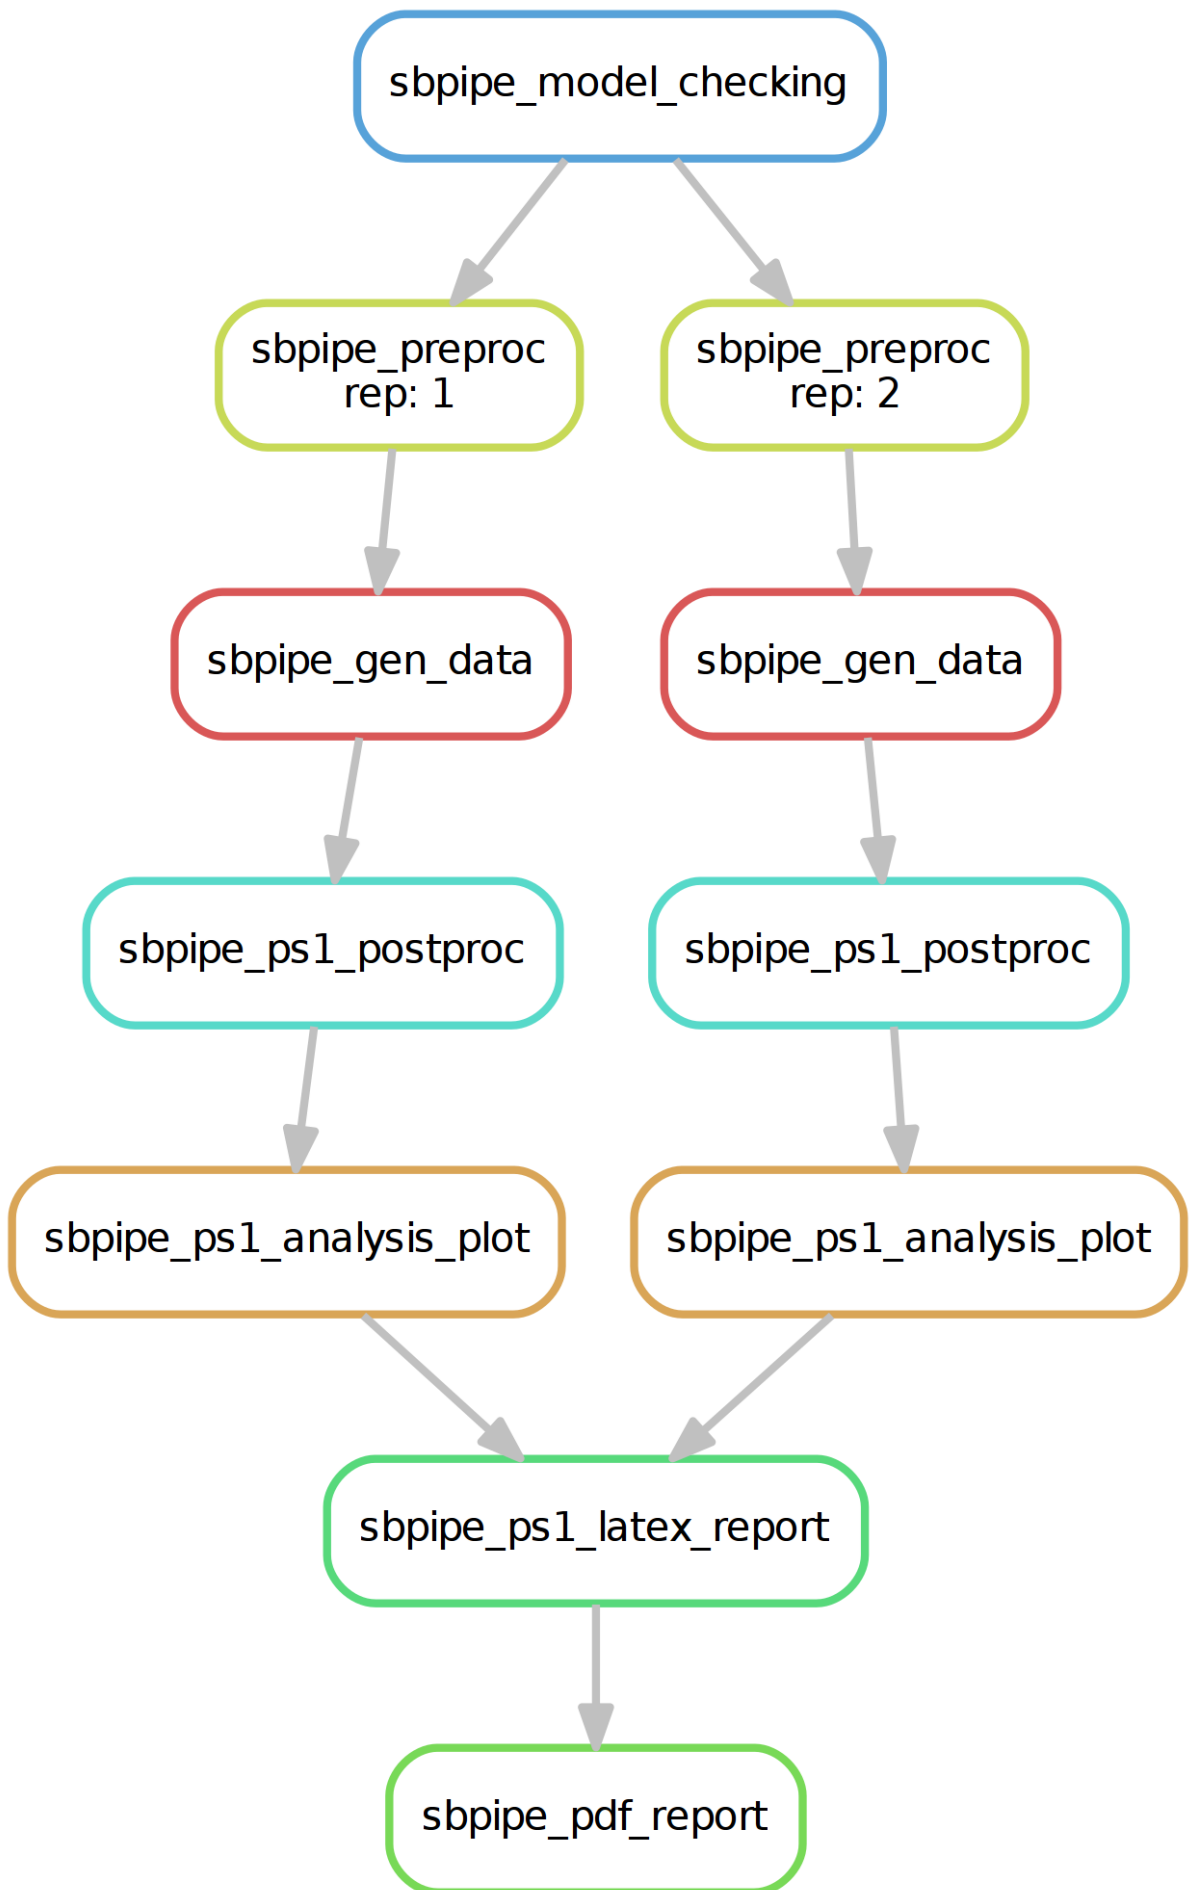 sbpipe_model_checking
sbpipe_preproc
rep: 1
sbpipe_preproc
rep: 2
sbpipe_gen_data
sbpipe_gen_data
sbpipe_ps1_postproc
sbpipe_ps1_postproc
sbpipe_ps1_analysis_plot
sbpipe_ps1_analysis_plot
sbpipe_ps1_latex_report
sbpipe_pdf_report